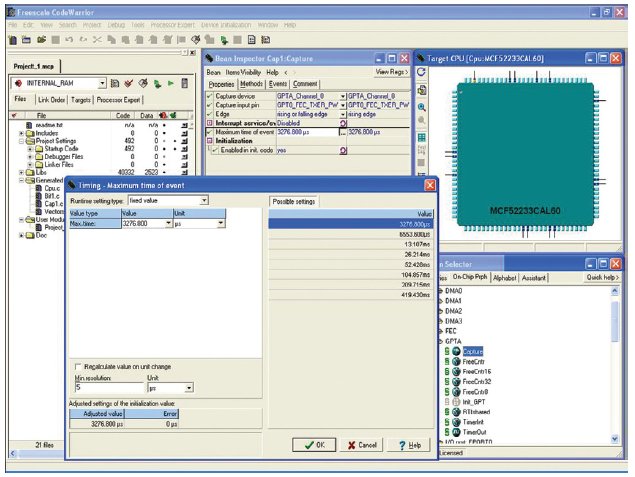 Freescale CodeWarrior
File Edit View Search Project Debug Tools Processor Expert Device Initialization Window Help
Project_1.mcp
INTERNAL_RAM
Files Link Order Targets Processor Expert
File Code Data
readme.txt n/a n/a
Includes 0 0
Project Settings 492 0
Startup Code 492 0
Debugger Files 0 0
Linker Files 0 0
Libs 40332 2523
Generated
Cpu.c
Bit1.c
Cap1.c
Vectors
User Modu
Project_
Doc
21 files
Bean Inspector Cap1:Capture
Bean Items Visibility Help < > View Regs>
Properties Methods Events Comment
Capture device GPTA_Channel_0 GPTA_Channel_0
Capture input pin GPT0_FEC_TXER_PW GPT0_FEC_TXER_PW
Edge rising or falling edge rising edge
Interrupt service/ev Disabled
Maximum time of event 3276.800 µs ... 3276.800 µs
Initialization
Enabled in init. code yes
Target CPU [Cpu:MCF52233CAL60]
MCF52233CAL60
Timing - Maximum time of event
Runtime setting type: fixed value
Value type Value Unit
Max.time: 3276.800 µs
Regalculate value on unit change
Min.resolution: Unit
5 µs
Adjusted settings of the initialization value:
Adjusted value Error
3276.800 µs 0 µs
Possible settings
Value
3276.800µs
6553.600µs
13.107ms
26.214ms
52.428ms
104.857ms
209.715ms
419.430ms
OK Cancel Help
n Selector
ies On-Chip Prph Alphabet Assistant Quick help>
DMA0
DMA1
DMA2
DMA3
FEC
GPTA
Capture
FreeCntr
FreeCntr16
FreeCntr32
FreeCntr8
Init_GPT
RTIshared
TimerInt
TimerOut
Licensed